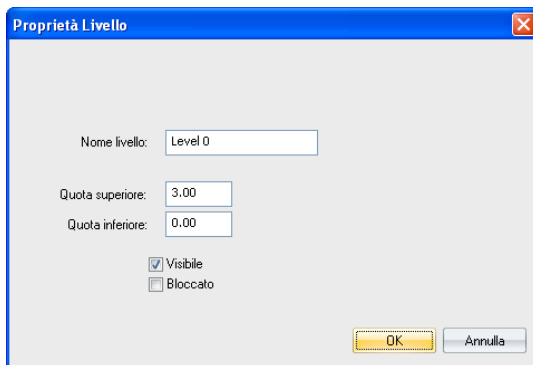 Proprietà Livello
Nome livello: Level 0
Quota superiore: 3.00
Quota inferiore: 0.00
Visibile
Bloccato
OK Annulla